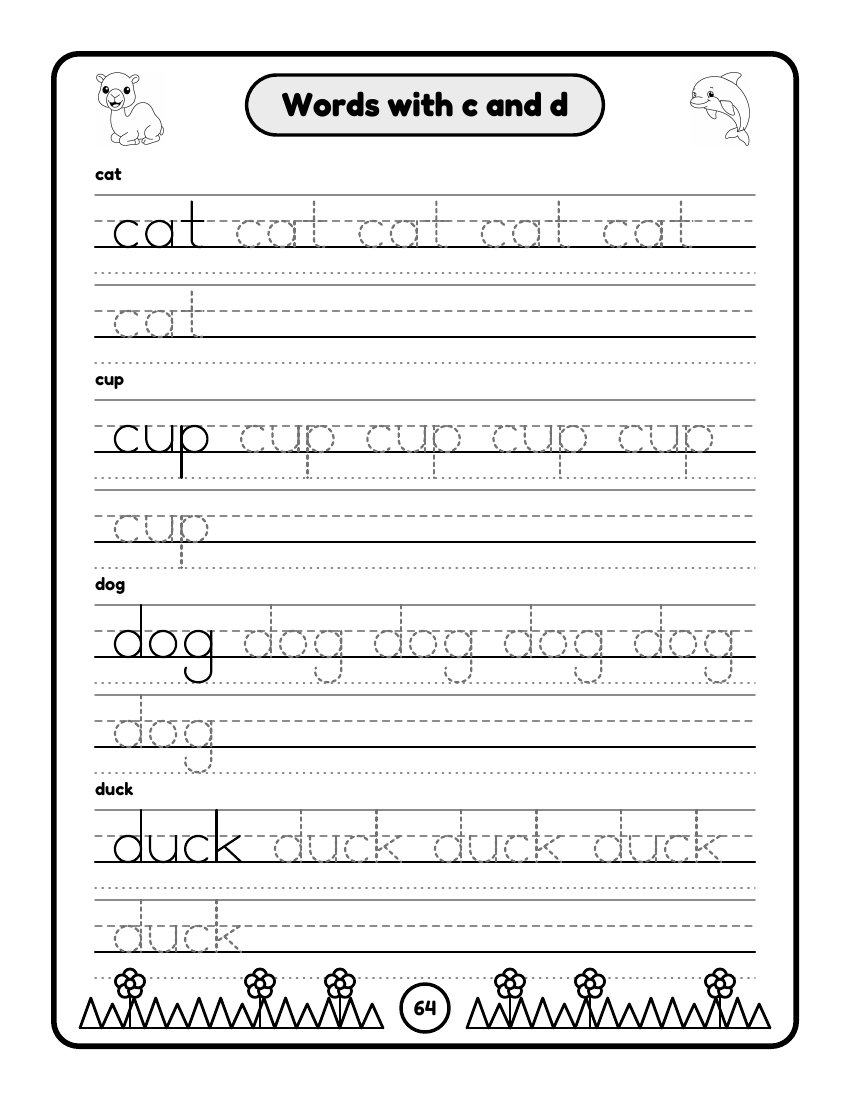 Words with c and d
cat
cat cat cat cat cat
cat
cup
cup cup cup cup cup
cup
dog
dog dog dog dog dog
dog
duck
duck duck duck duck
duck
64